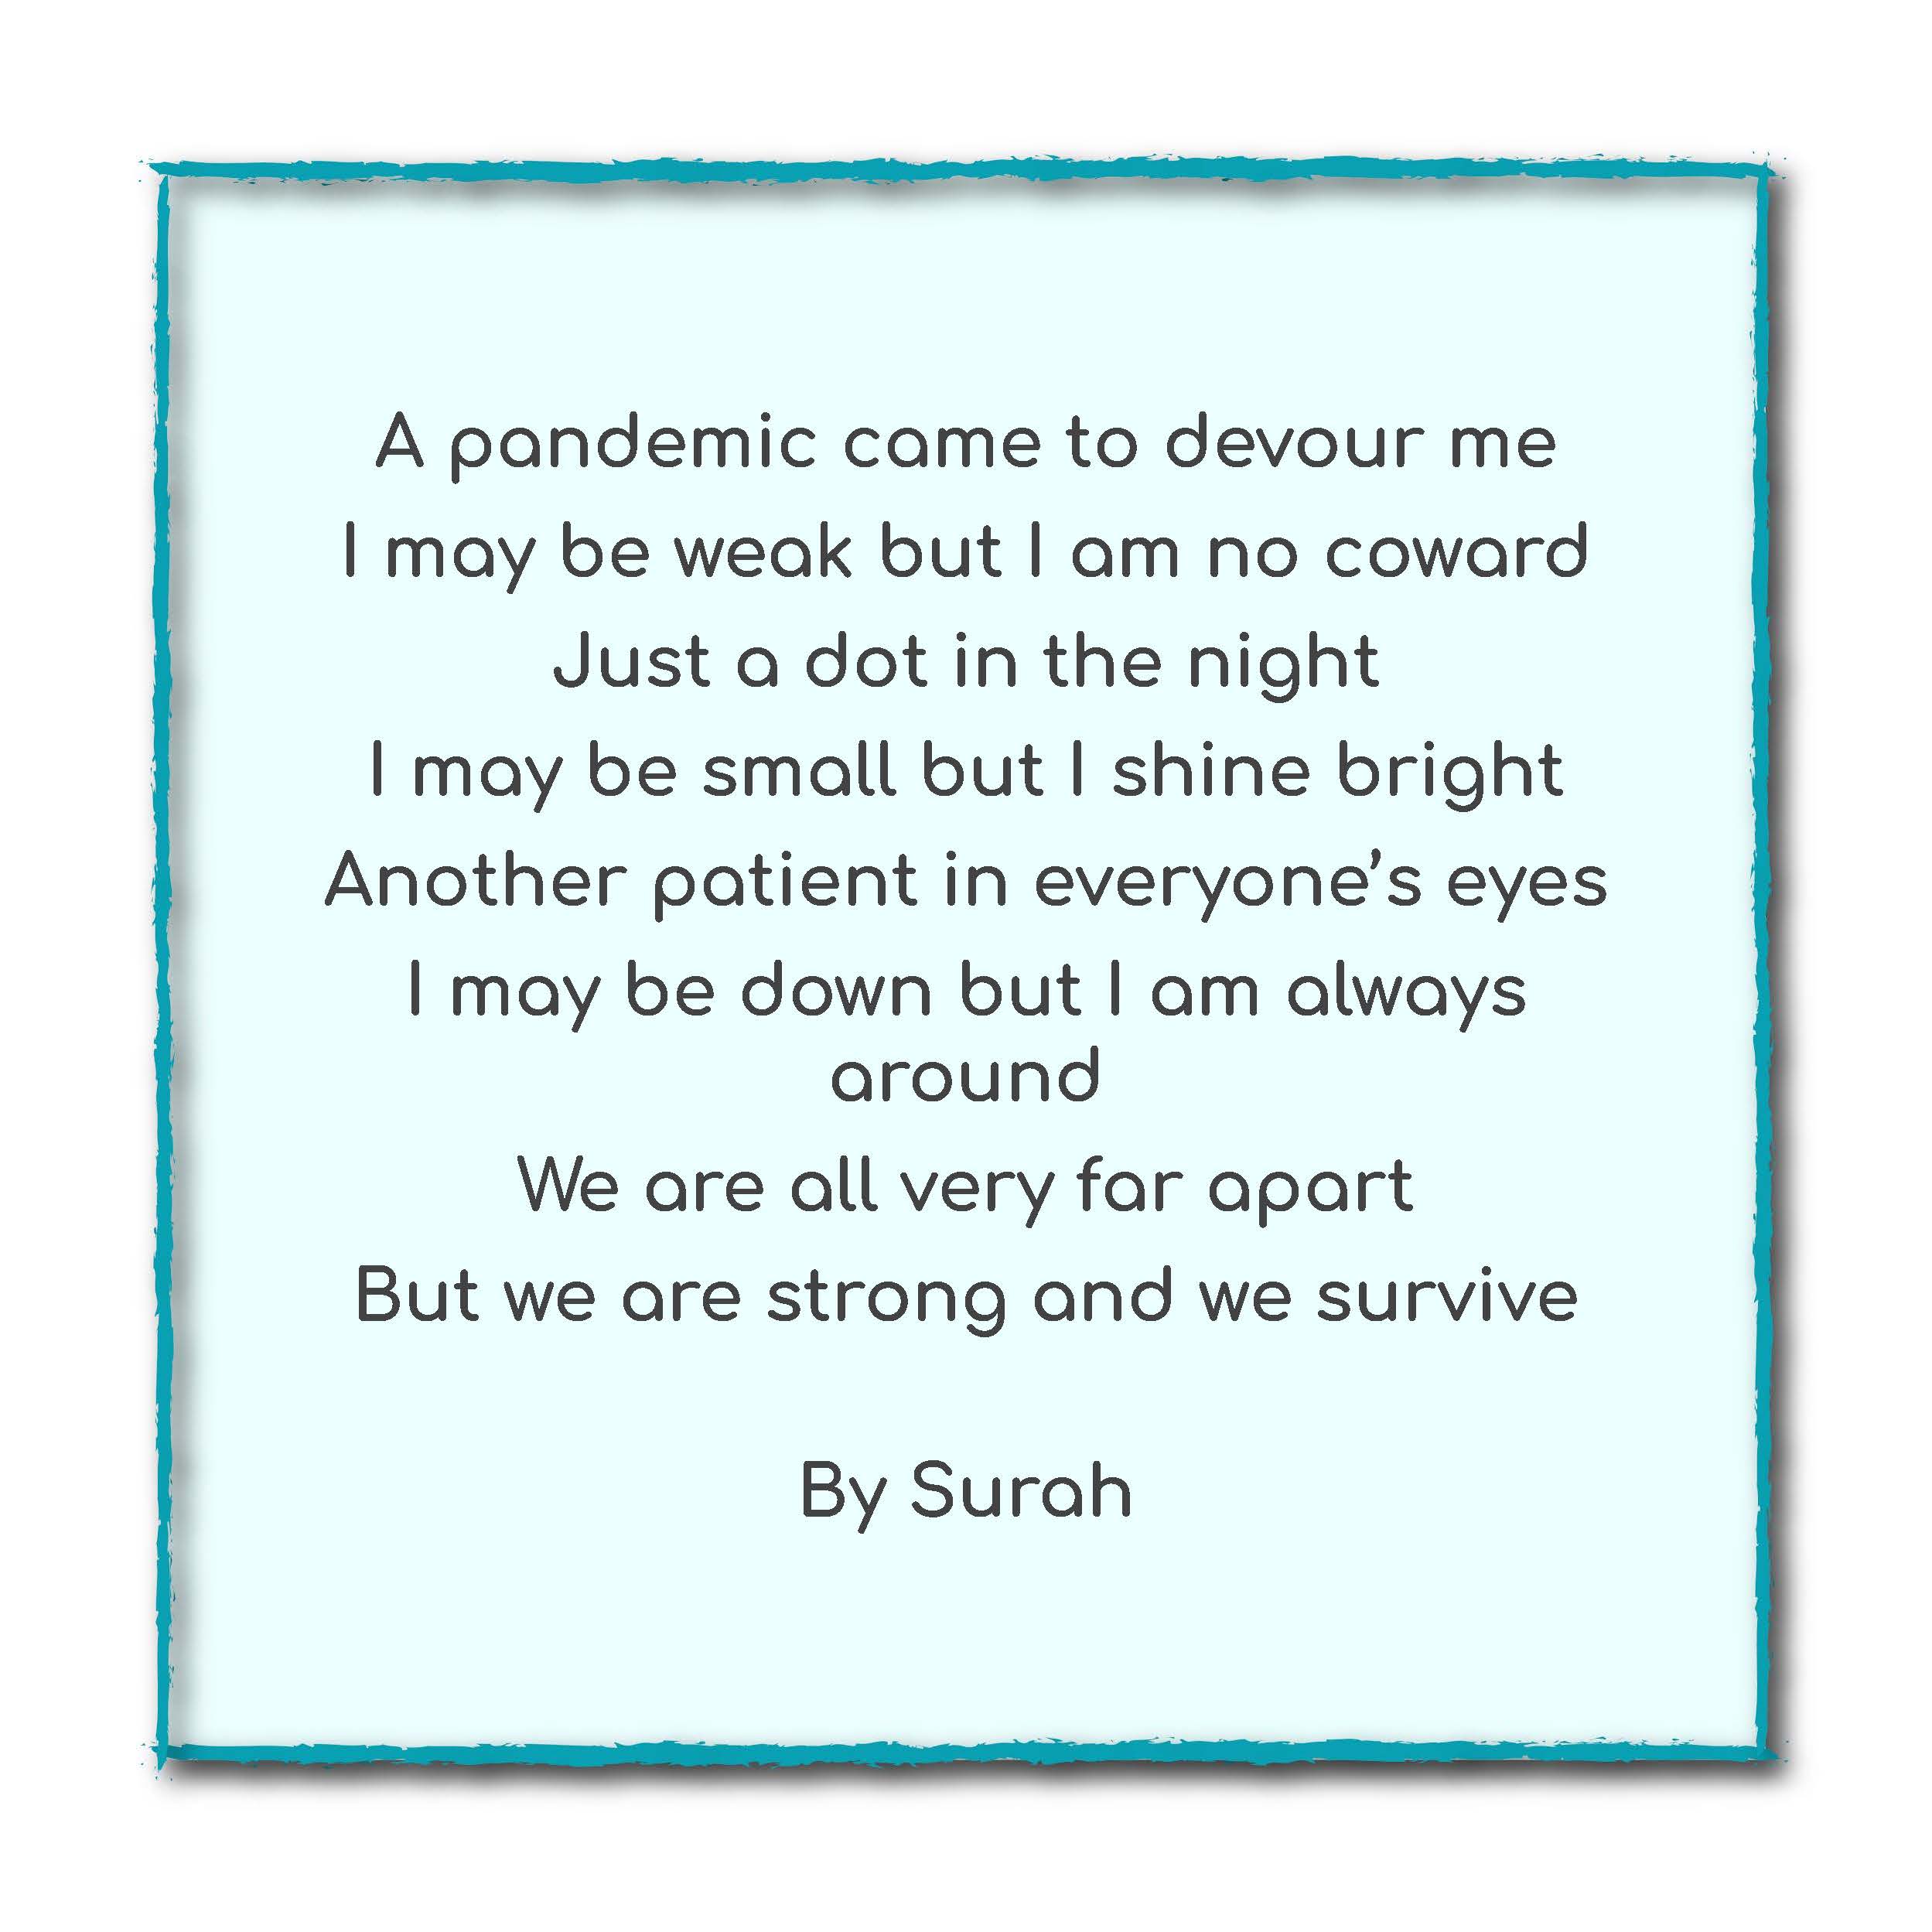 A pandemic came to devour me
I may be weak but I am no coward
Just a dot in the night
I may be small but I shine bright
Another patient in everyone’s eyes
I may be down but I am always
around
We are all very far apart
But we are strong and we survive
By Surah